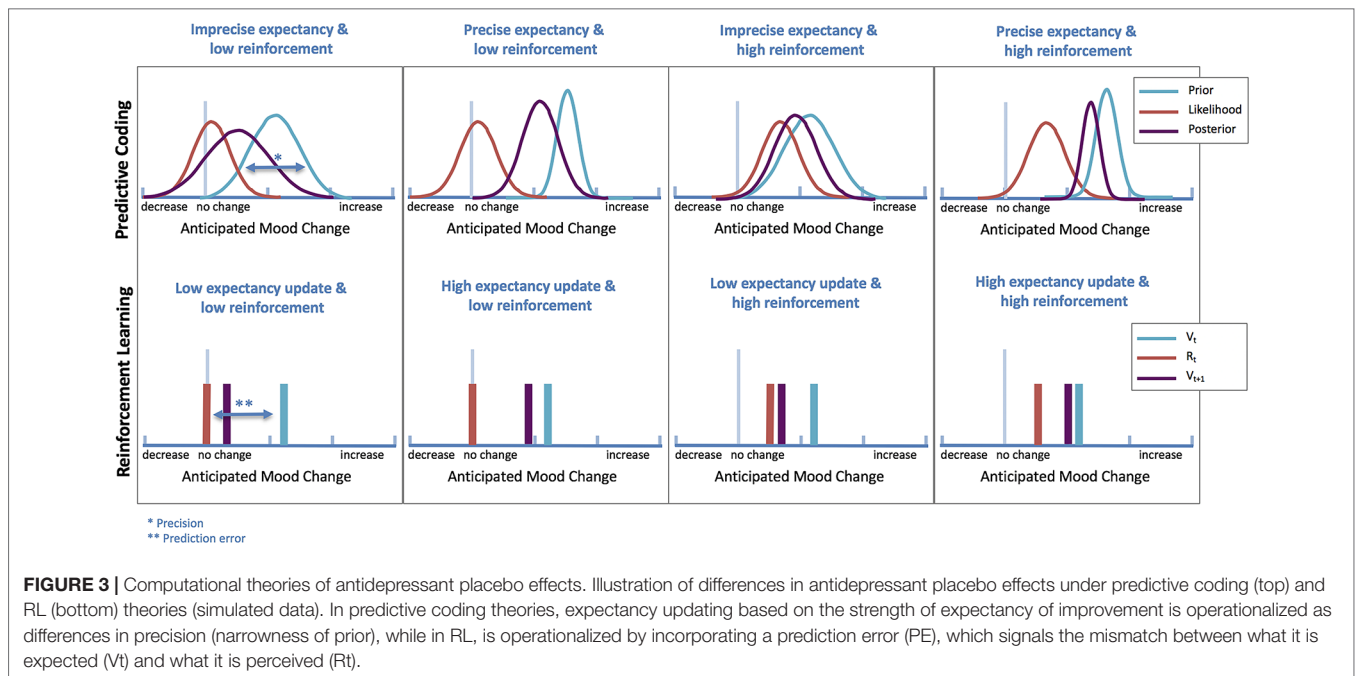 Imprecise expectancy &
low reinforcement
Precise expectancy &
low reinforcement
Imprecise expectancy &
high reinforcement
Precise expectancy &
high reinforcement
Predictive Coding
Prior
Likelihood
Posterior
*
decrease no change increase
Anticipated Mood Change
decrease no change increase
Anticipated Mood Change
decrease no change increase
Anticipated Mood Change
decrease no change increase
Anticipated Mood Change
Reinforcement Learning
Low expectancy update &
low reinforcement
High expectancy update &
low reinforcement
Low expectancy update &
high reinforcement
High expectancy update &
high reinforcement
Vt
Rt
Vt+1
**
decrease no change increase
Anticipated Mood Change
decrease no change increase
Anticipated Mood Change
decrease no change increase
Anticipated Mood Change
decrease no change increase
Anticipated Mood Change
* Precision
** Prediction error
FIGURE 3 | Computational theories of antidepressant placebo effects. Illustration of differences in antidepressant placebo effects under predictive coding (top) and
RL (bottom) theories (simulated data). In predictive coding theories, expectancy updating based on the strength of expectancy of improvement is operationalized as
differences in precision (narrowness of prior), while in RL, is operationalized by incorporating a prediction error (PE), which signals the mismatch between what it is
expected (Vt) and what it is perceived (Rt).